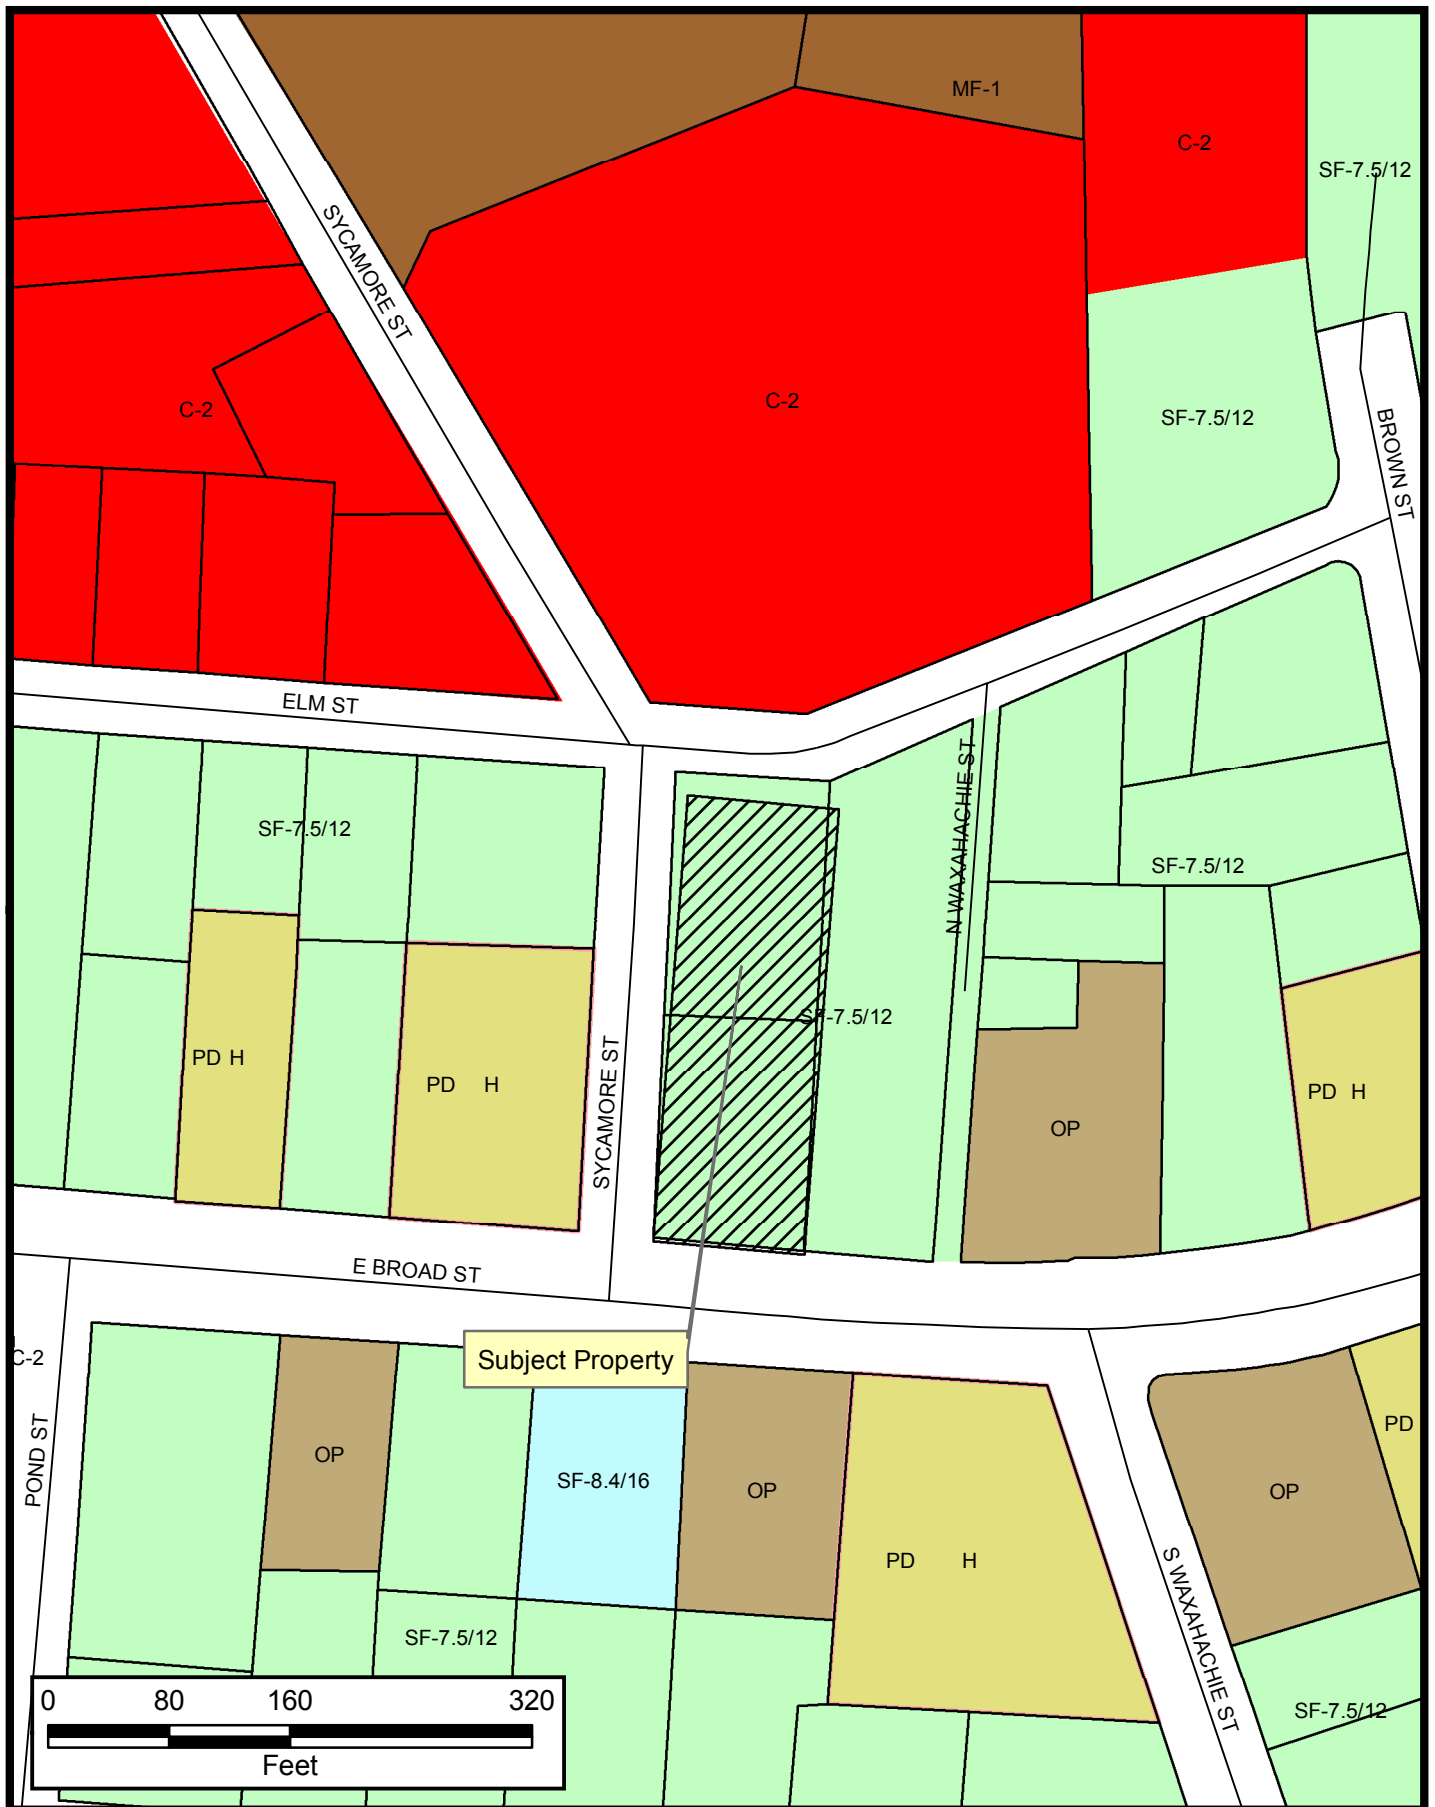 MF-1
C-2
SF-7.5/12
SYCAMORE ST
C-2
C-2
SF-7.5/12
BROWN ST
ELM ST
SF-7.5/12
N WAXAHACHIE ST
SF-7.5/12
SF-7.5/12
PD H
PD H
SYCAMORE ST
OP
PD H
E BROAD ST
C-2
Subject Property
POND ST
OP
SF-8.4/16
OP
PD H
OP
PD
S WAXAHACHIE ST
SF-7.5/12
SF-7.5/12
0 80 160 320
Feet